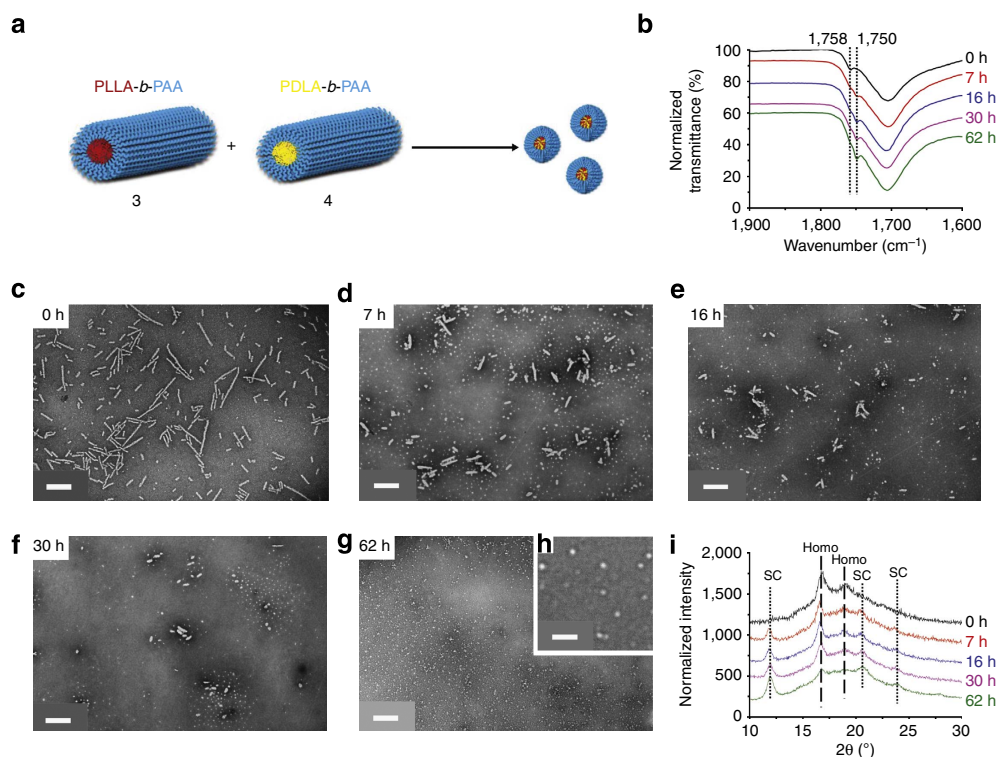 a
PLLA-b-PAA
PDLA-b-PAA
+
3
4
b
1,758
1,750
Normalized
transmittance (%)
100
80
60
40
20
0
0 h
7 h
16 h
30 h
62 h
1,900
1,800
1,700
1,600
Wavenumber (cm⁻¹)
c
0 h
d
7 h
e
16 h
f
30 h
g
62 h
h
i
Normalized intensity
2,000
1,500
1,000
500
0
SC
Homo
Homo
SC
SC
0 h
7 h
16 h
30 h
62 h
10
15
20
25
30
2θ (°)